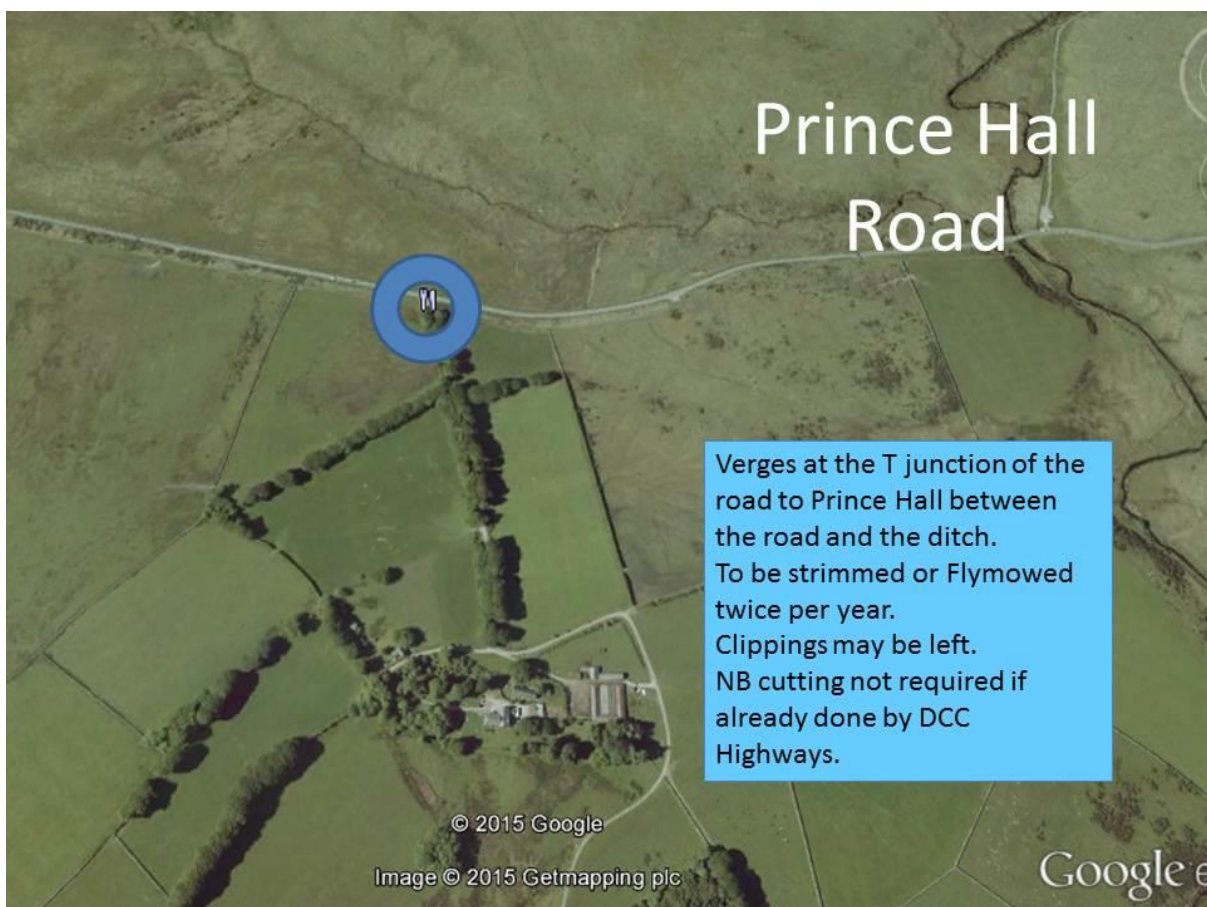 Prince Hall
Road
Verges at the T junction of the
road to Prince Hall between
the road and the ditch.
To be strimmed or Flymowed
twice per year.
Clippings may be left.
NB cutting not required if
already done by DCC
Highways.
© 2015 Google
Image © 2015 Getmapping plc
Google e